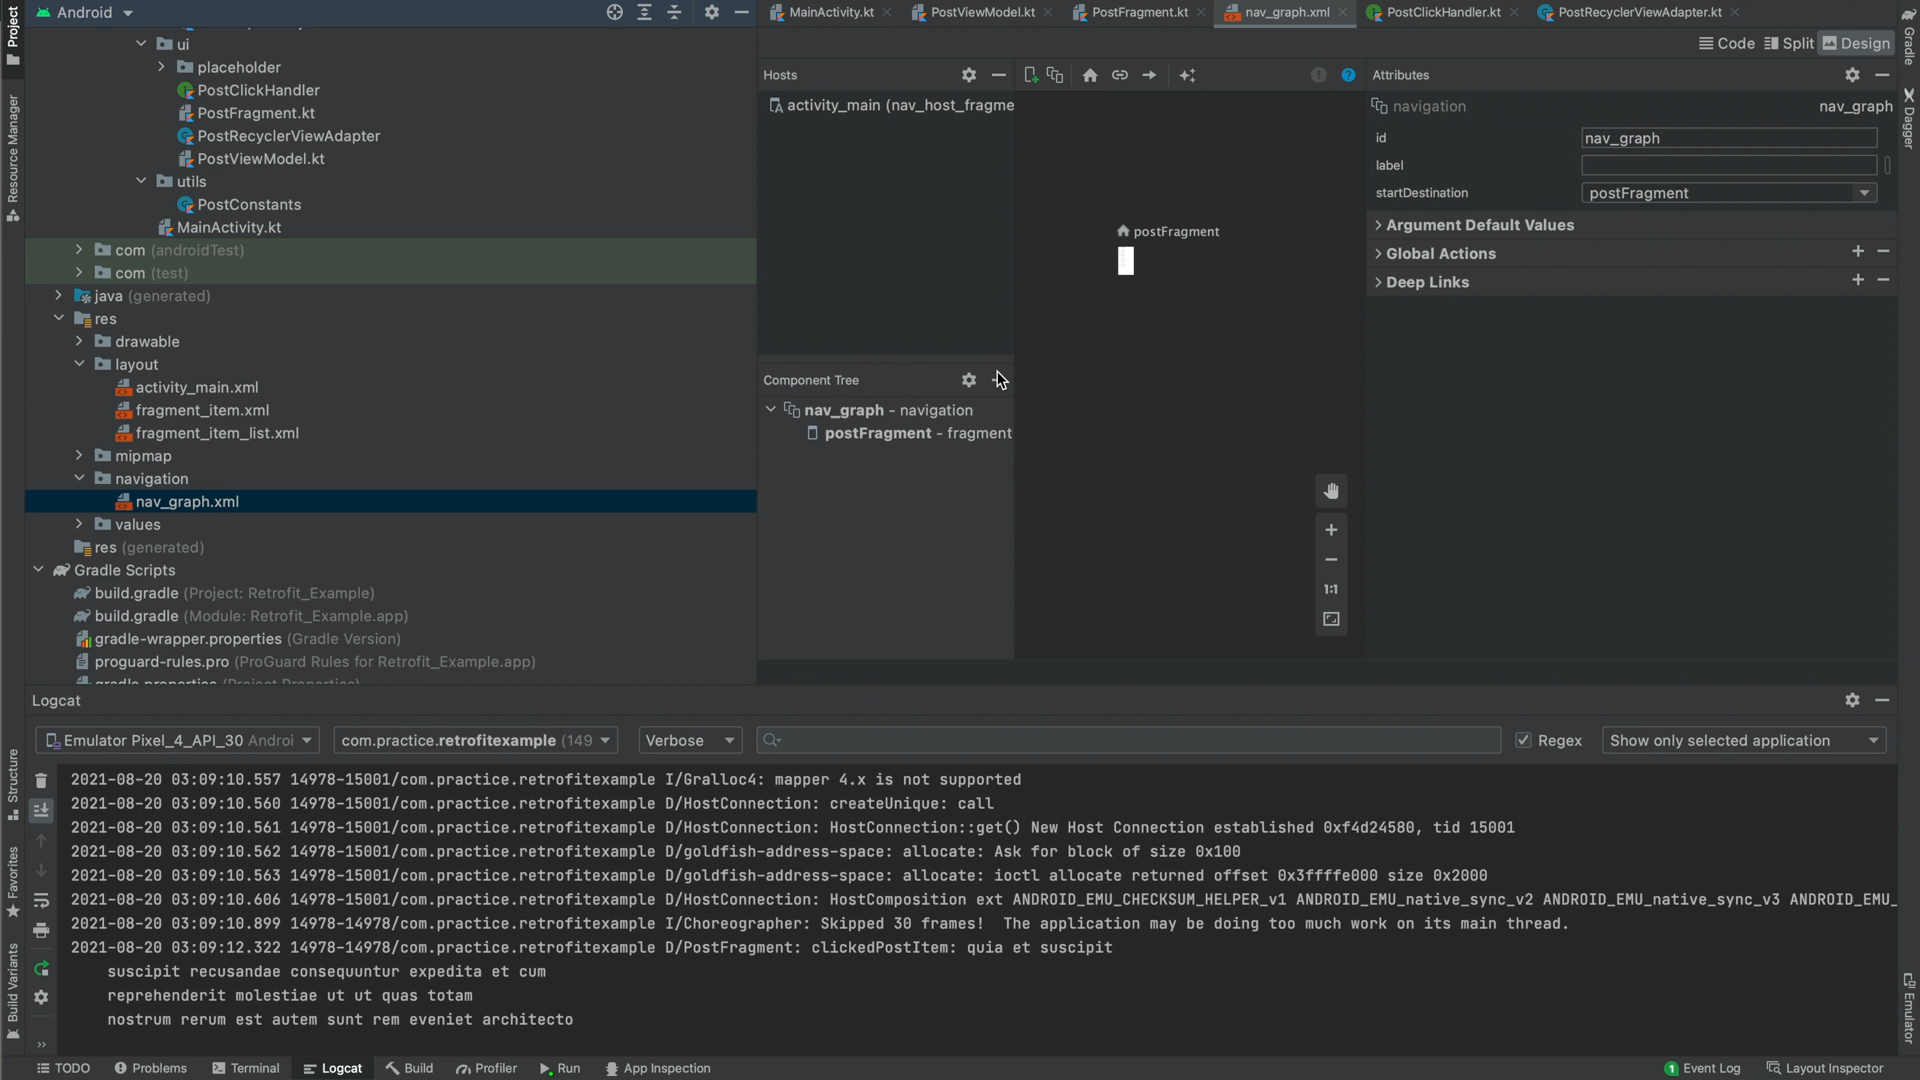 Android
MainActivity.kt
PostViewModel.kt
PostFragment.kt
nav_graph.xml
PostClickHandler.kt
PostRecyclerViewAdapter.kt
Project
Resource Manager
Structure
Favorites
Build Variants
ui
placeholder
PostClickHandler
PostFragment.kt
PostRecyclerViewAdapter
PostViewModel.kt
utils
PostConstants
MainActivity.kt
com (androidTest)
com (test)
java (generated)
res
drawable
layout
activity_main.xml
fragment_item.xml
fragment_item_list.xml
mipmap
navigation
nav_graph.xml
values
res (generated)
Gradle Scripts
build.gradle (Project: Retrofit_Example)
build.gradle (Module: Retrofit_Example.app)
gradle-wrapper.properties (Gradle Version)
proguard-rules.pro (ProGuard Rules for Retrofit_Example.app)
gradle.properties (Project Properties)
Code
Split
Design
Hosts
activity_main (nav_host_fragme
Component Tree
nav_graph - navigation
postFragment - fragment
postFragment
1:1
Attributes
navigation
nav_graph
id
nav_graph
label
startDestination
postFragment
Argument Default Values
Global Actions
Deep Links
Gradle
Dagger
Emulator
Logcat
Emulator Pixel_4_API_30 Androi
com.practice.retrofitexample (149
Verbose
Regex
Show only selected application
2021-08-20 03:09:10.557 14978-15001/com.practice.retrofitexample I/Gralloc4: mapper 4.x is not supported
2021-08-20 03:09:10.560 14978-15001/com.practice.retrofitexample D/HostConnection: createUnique: call
2021-08-20 03:09:10.561 14978-15001/com.practice.retrofitexample D/HostConnection: HostConnection::get() New Host Connection established 0xf4d24580, tid 15001
2021-08-20 03:09:10.562 14978-15001/com.practice.retrofitexample D/goldfish-address-space: allocate: Ask for block of size 0x100
2021-08-20 03:09:10.563 14978-15001/com.practice.retrofitexample D/goldfish-address-space: allocate: ioctl allocate returned offset 0x3ffffe000 size 0x2000
2021-08-20 03:09:10.606 14978-15001/com.practice.retrofitexample D/HostConnection: HostComposition ext ANDROID_EMU_CHECKSUM_HELPER_v1 ANDROID_EMU_native_sync_v2 ANDROID_EMU_native_sync_v3 ANDROID_EMU_
2021-08-20 03:09:10.899 14978-14978/com.practice.retrofitexample I/Choreographer: Skipped 30 frames!  The application may be doing too much work on its main thread.
2021-08-20 03:09:12.322 14978-14978/com.practice.retrofitexample D/PostFragment: clickedPostItem: quia et suscipit
suscipit recusandae consequuntur expedita et cum
reprehenderit molestiae ut ut quas totam
nostrum rerum est autem sunt rem eveniet architecto
TODO
Problems
Terminal
Logcat
Build
Profiler
Run
App Inspection
1 Event Log
Layout Inspector